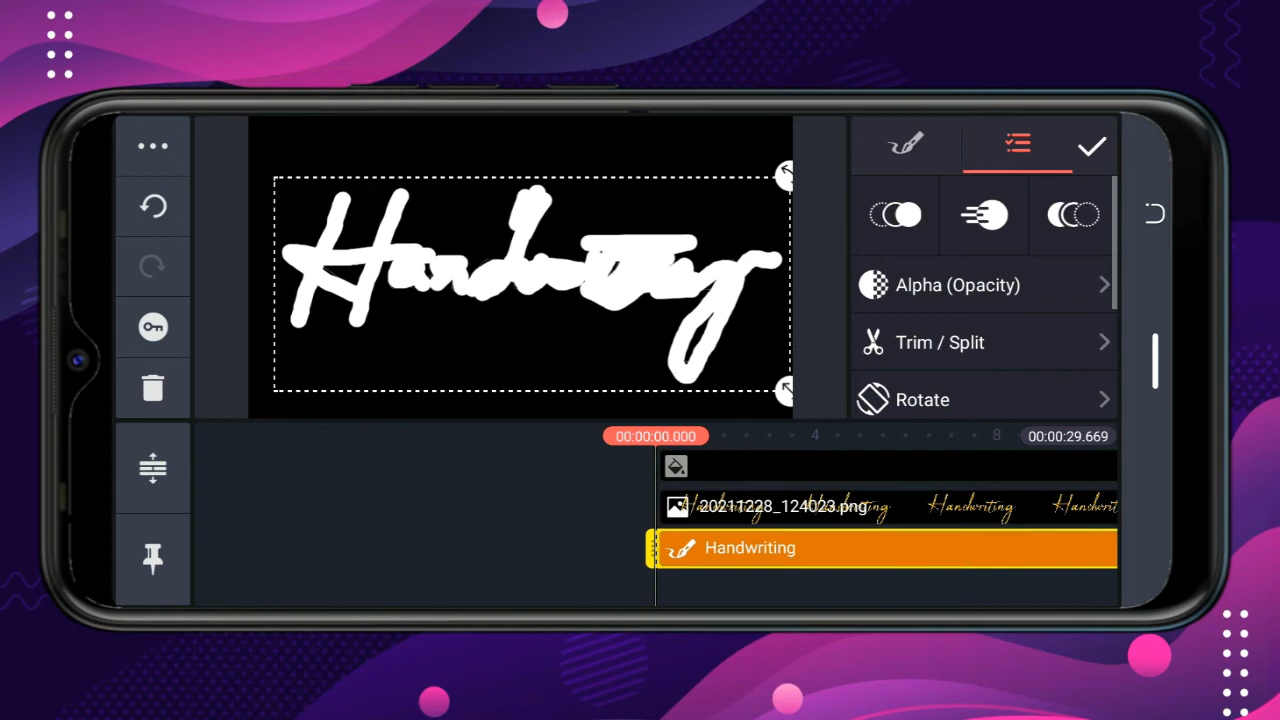 Handwriting
Alpha (Opacity)
Trim / Split
Rotate
00:00:00.000
4
8
00:00:29.669
20211228_124023.png
Handwriting Handwriting Handwriting Handwrit
Handwriting